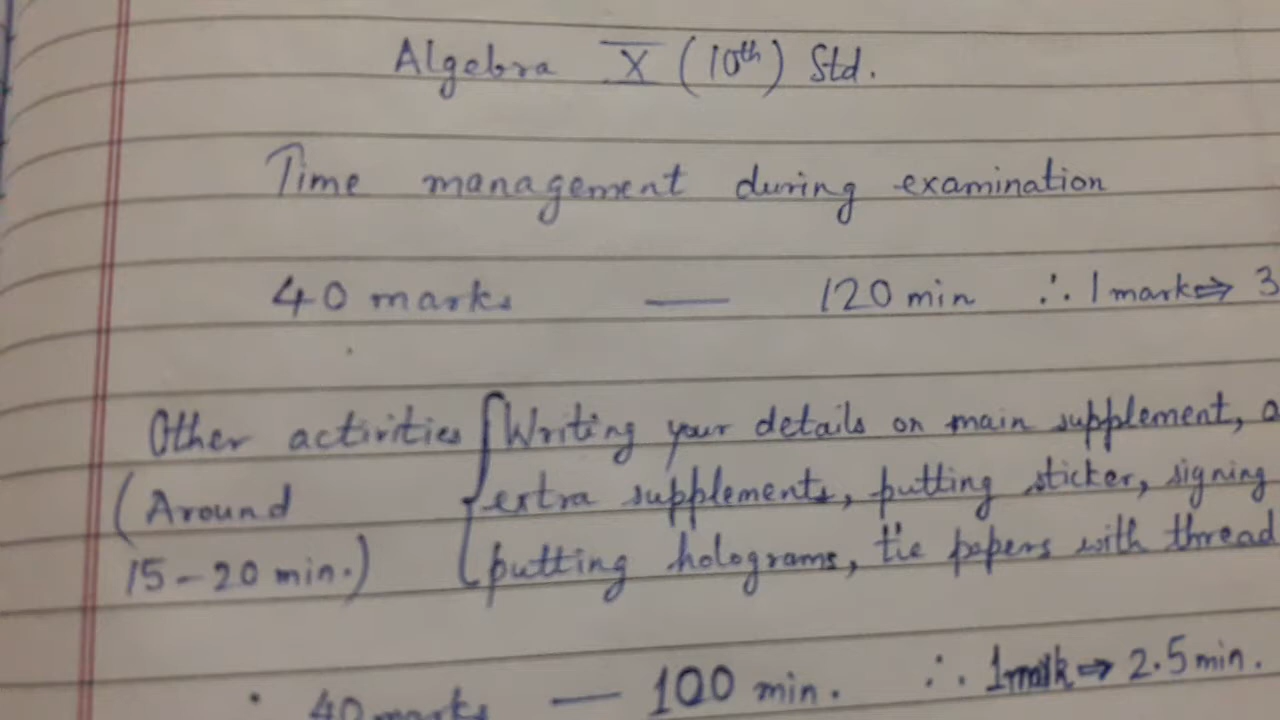 Algebra X (10th) Std.
Time management during examination
40 marks — 120 min ∴ 1 mark ⇒ 3
Other activities { Writing your details on main supplement,
(Around extra supplements, putting sticker, signing
15-20 min.) putting holograms, tie papers with thread
∴ 40 marks — 100 min. ∴ 1 mark ⇒ 2.5 min.